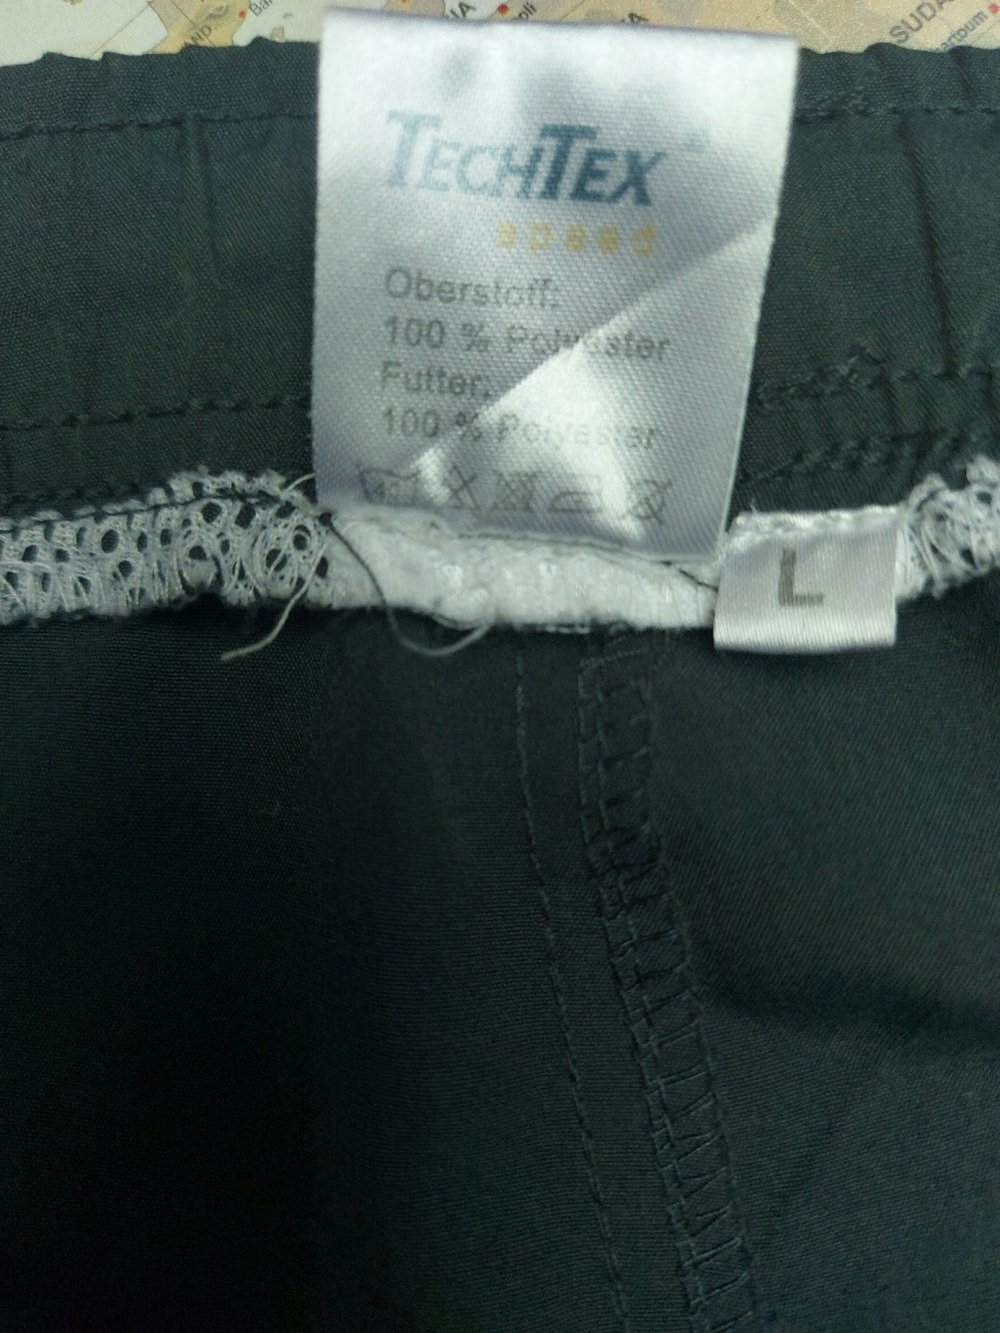 SUDA
TECHTEX
speed
Oberstoff:
100 % Polyester
Futter:
100 % Polyester
L